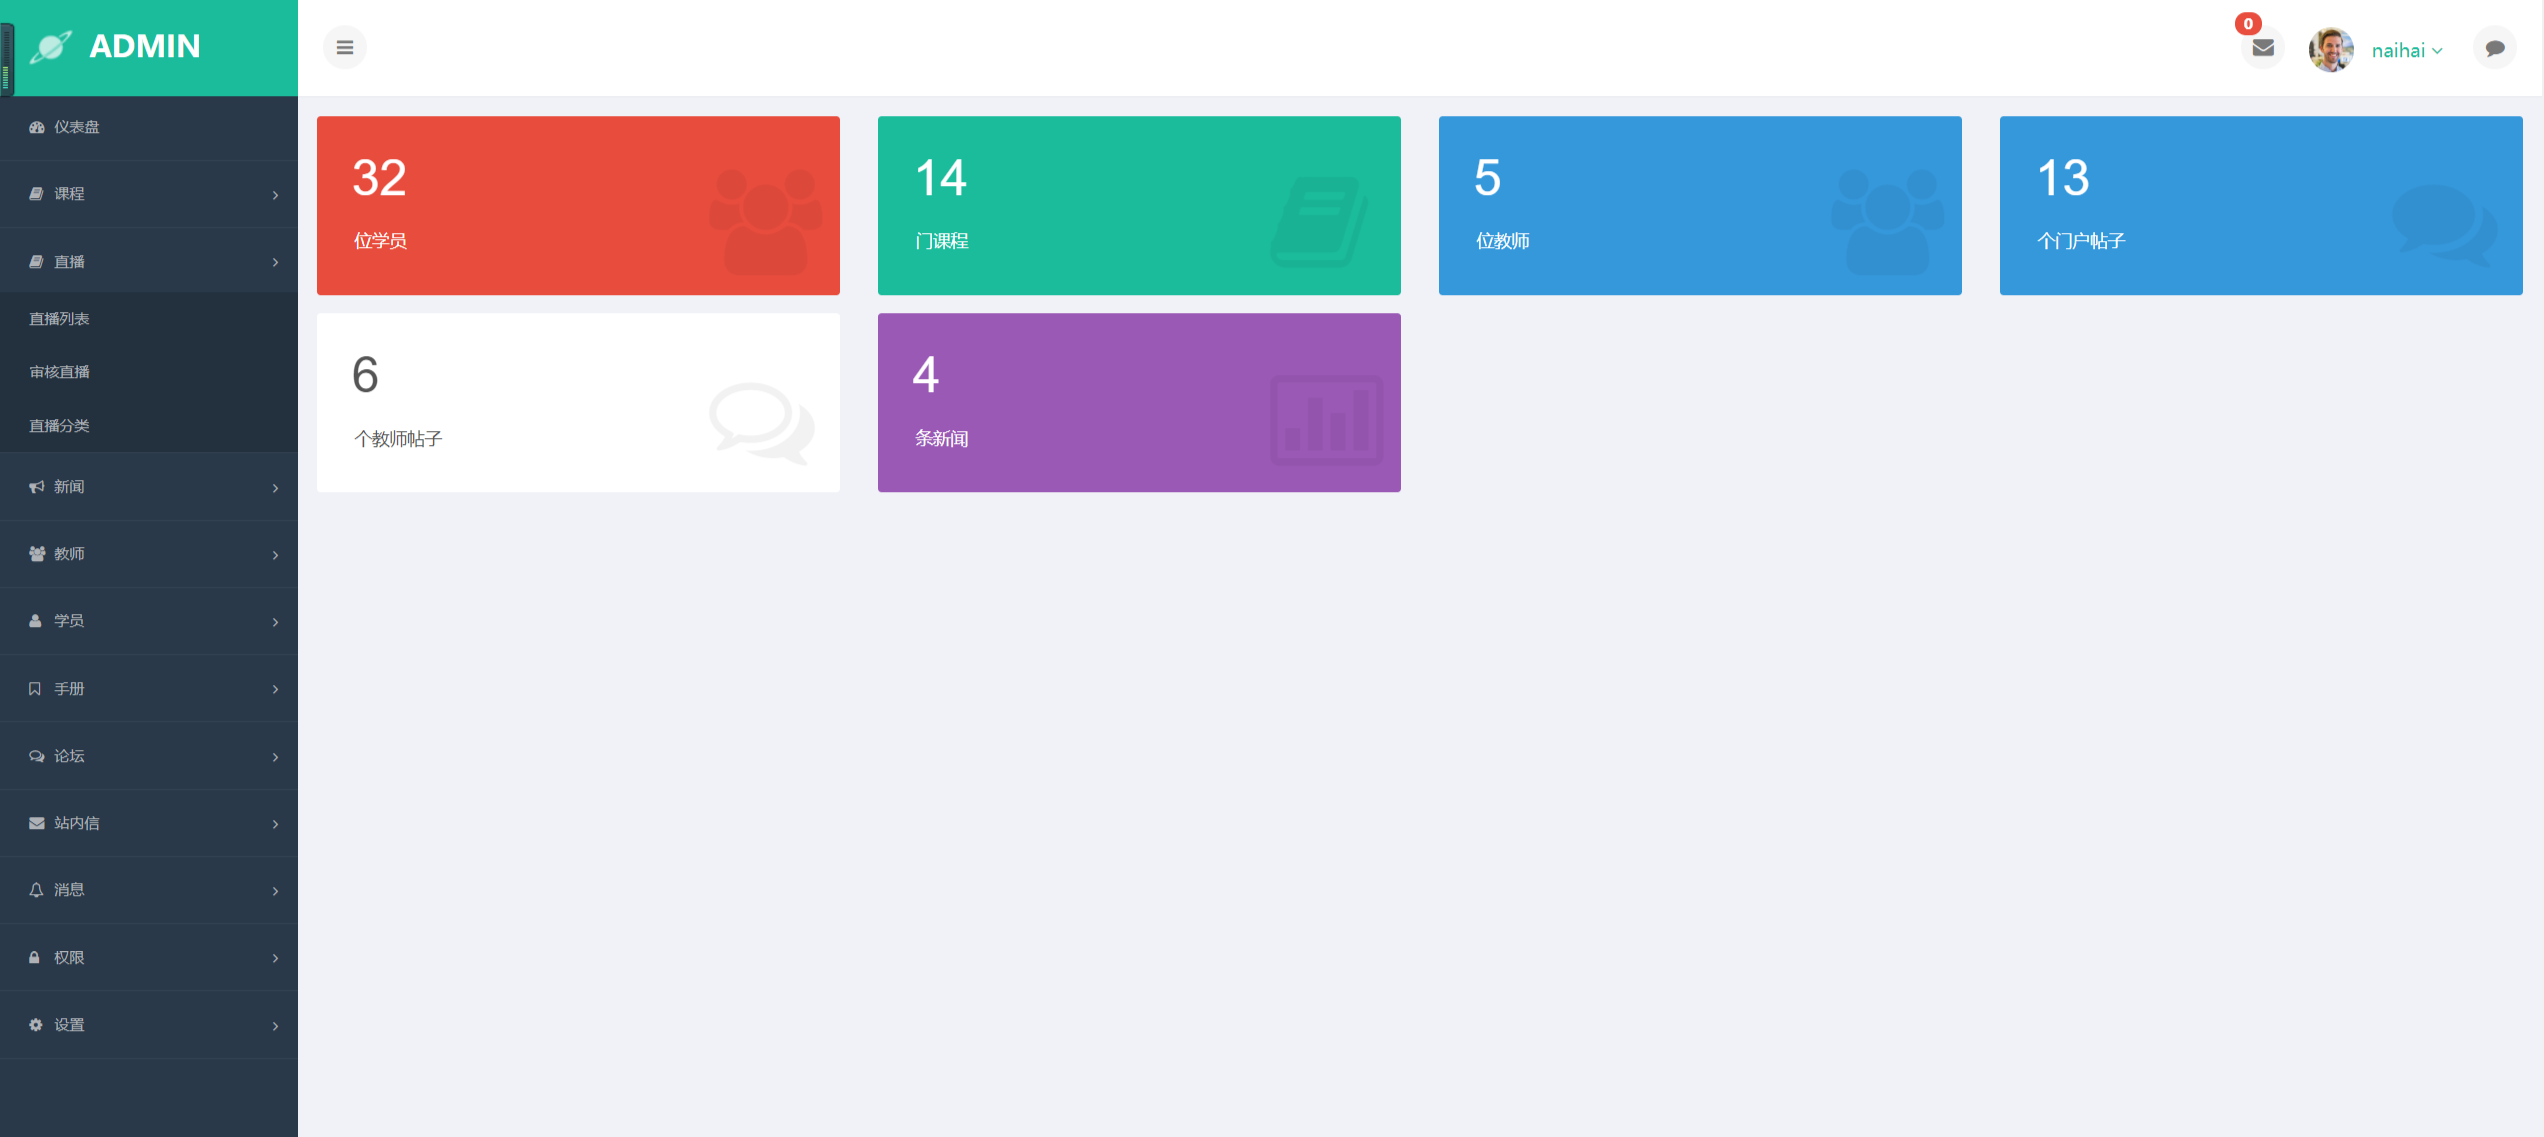 ADMIN
0
naihai
仪表盘
课程
直播
直播列表
审核直播
直播分类
新闻
教师
学员
手册
论坛
站内信
消息
权限
设置
32
位学员
14
门课程
5
位教师
13
个门户帖子
6
个教师帖子
4
条新闻